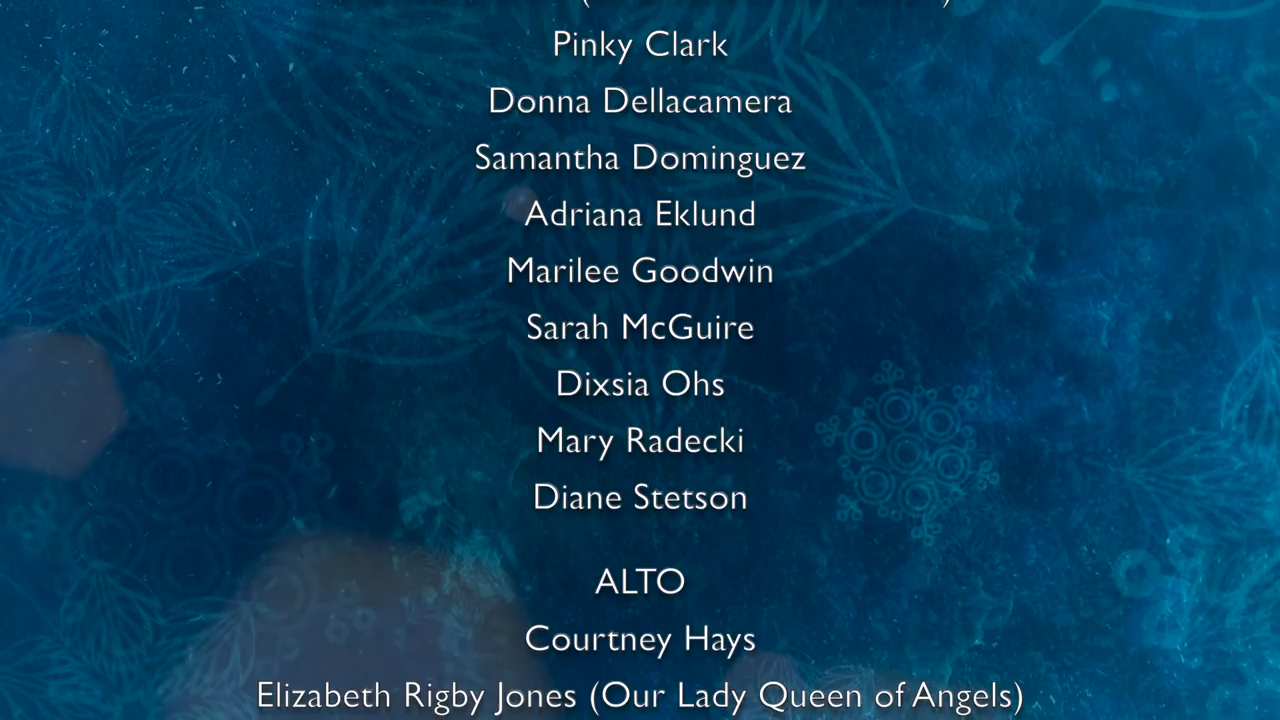 Pinky Clark
Donna Dellacamera
Samantha Dominguez
Adriana Eklund
Marilee Goodwin
Sarah McGuire
Dixsia Ohs
Mary Radecki
Diane Stetson
ALTO
Courtney Hays
Elizabeth Rigby Jones (Our Lady Queen of Angels)